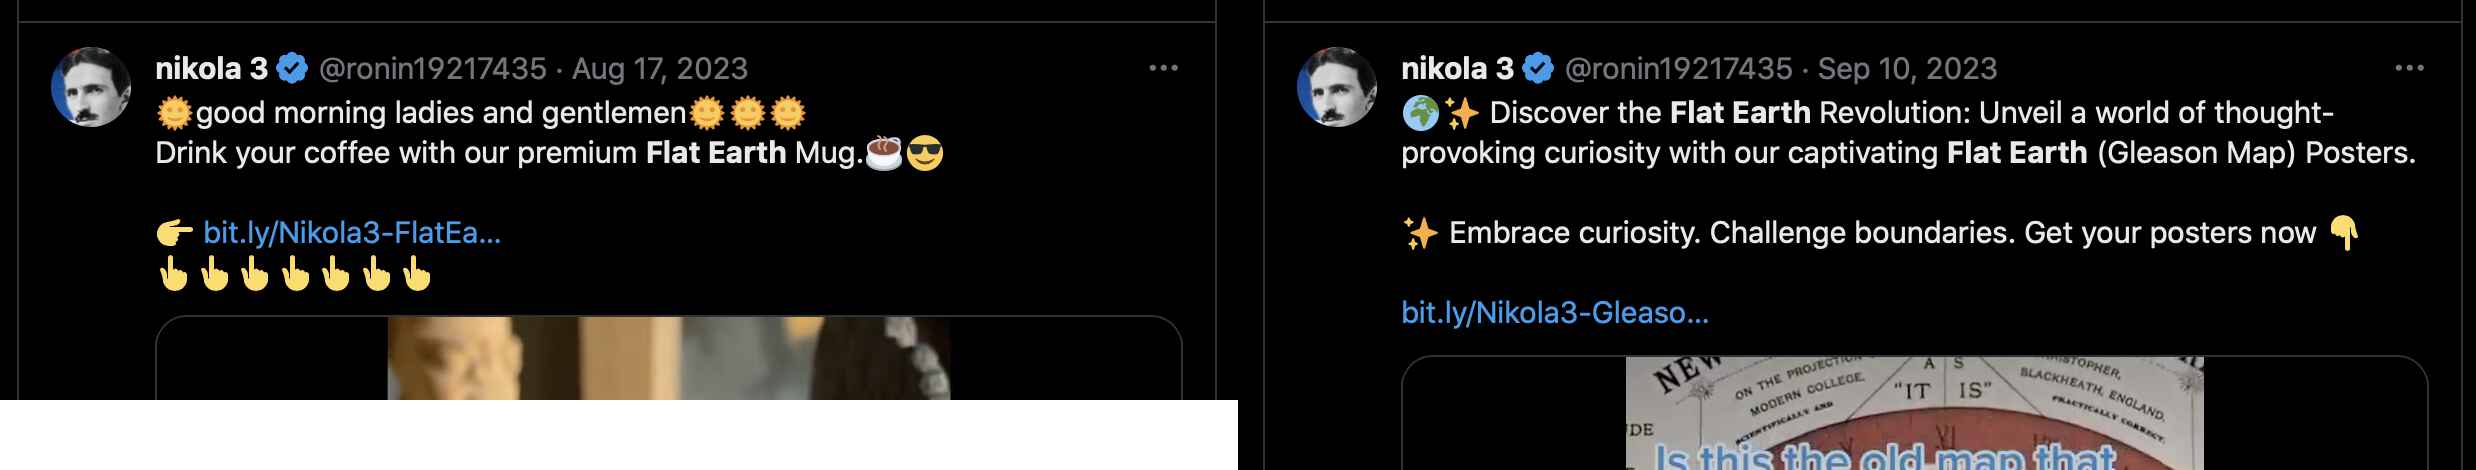 nikola 3 @ronin19217435 · Aug 17, 2023
🌞good morning ladies and gentlemen🌞🌞🌞
Drink your coffee with our premium Flat Earth Mug.☕😎
👉 bit.ly/Nikola3-FlatEa...
👆👆👆👆👆👆👆
nikola 3 @ronin19217435 · Sep 10, 2023
🌍✨ Discover the Flat Earth Revolution: Unveil a world of thought-
provoking curiosity with our captivating Flat Earth (Gleason Map) Posters.
✨ Embrace curiosity. Challenge boundaries. Get your posters now 👇
bit.ly/Nikola3-Gleaso...
NEW
ON THE PROJECTION
MODERN COLLEGE
SCIENTIFICALLY AND
A S
"IT IS"
BLACKHEATH, ENGLAND,
PRACTICALLY CORRECT.
Is this the old map that